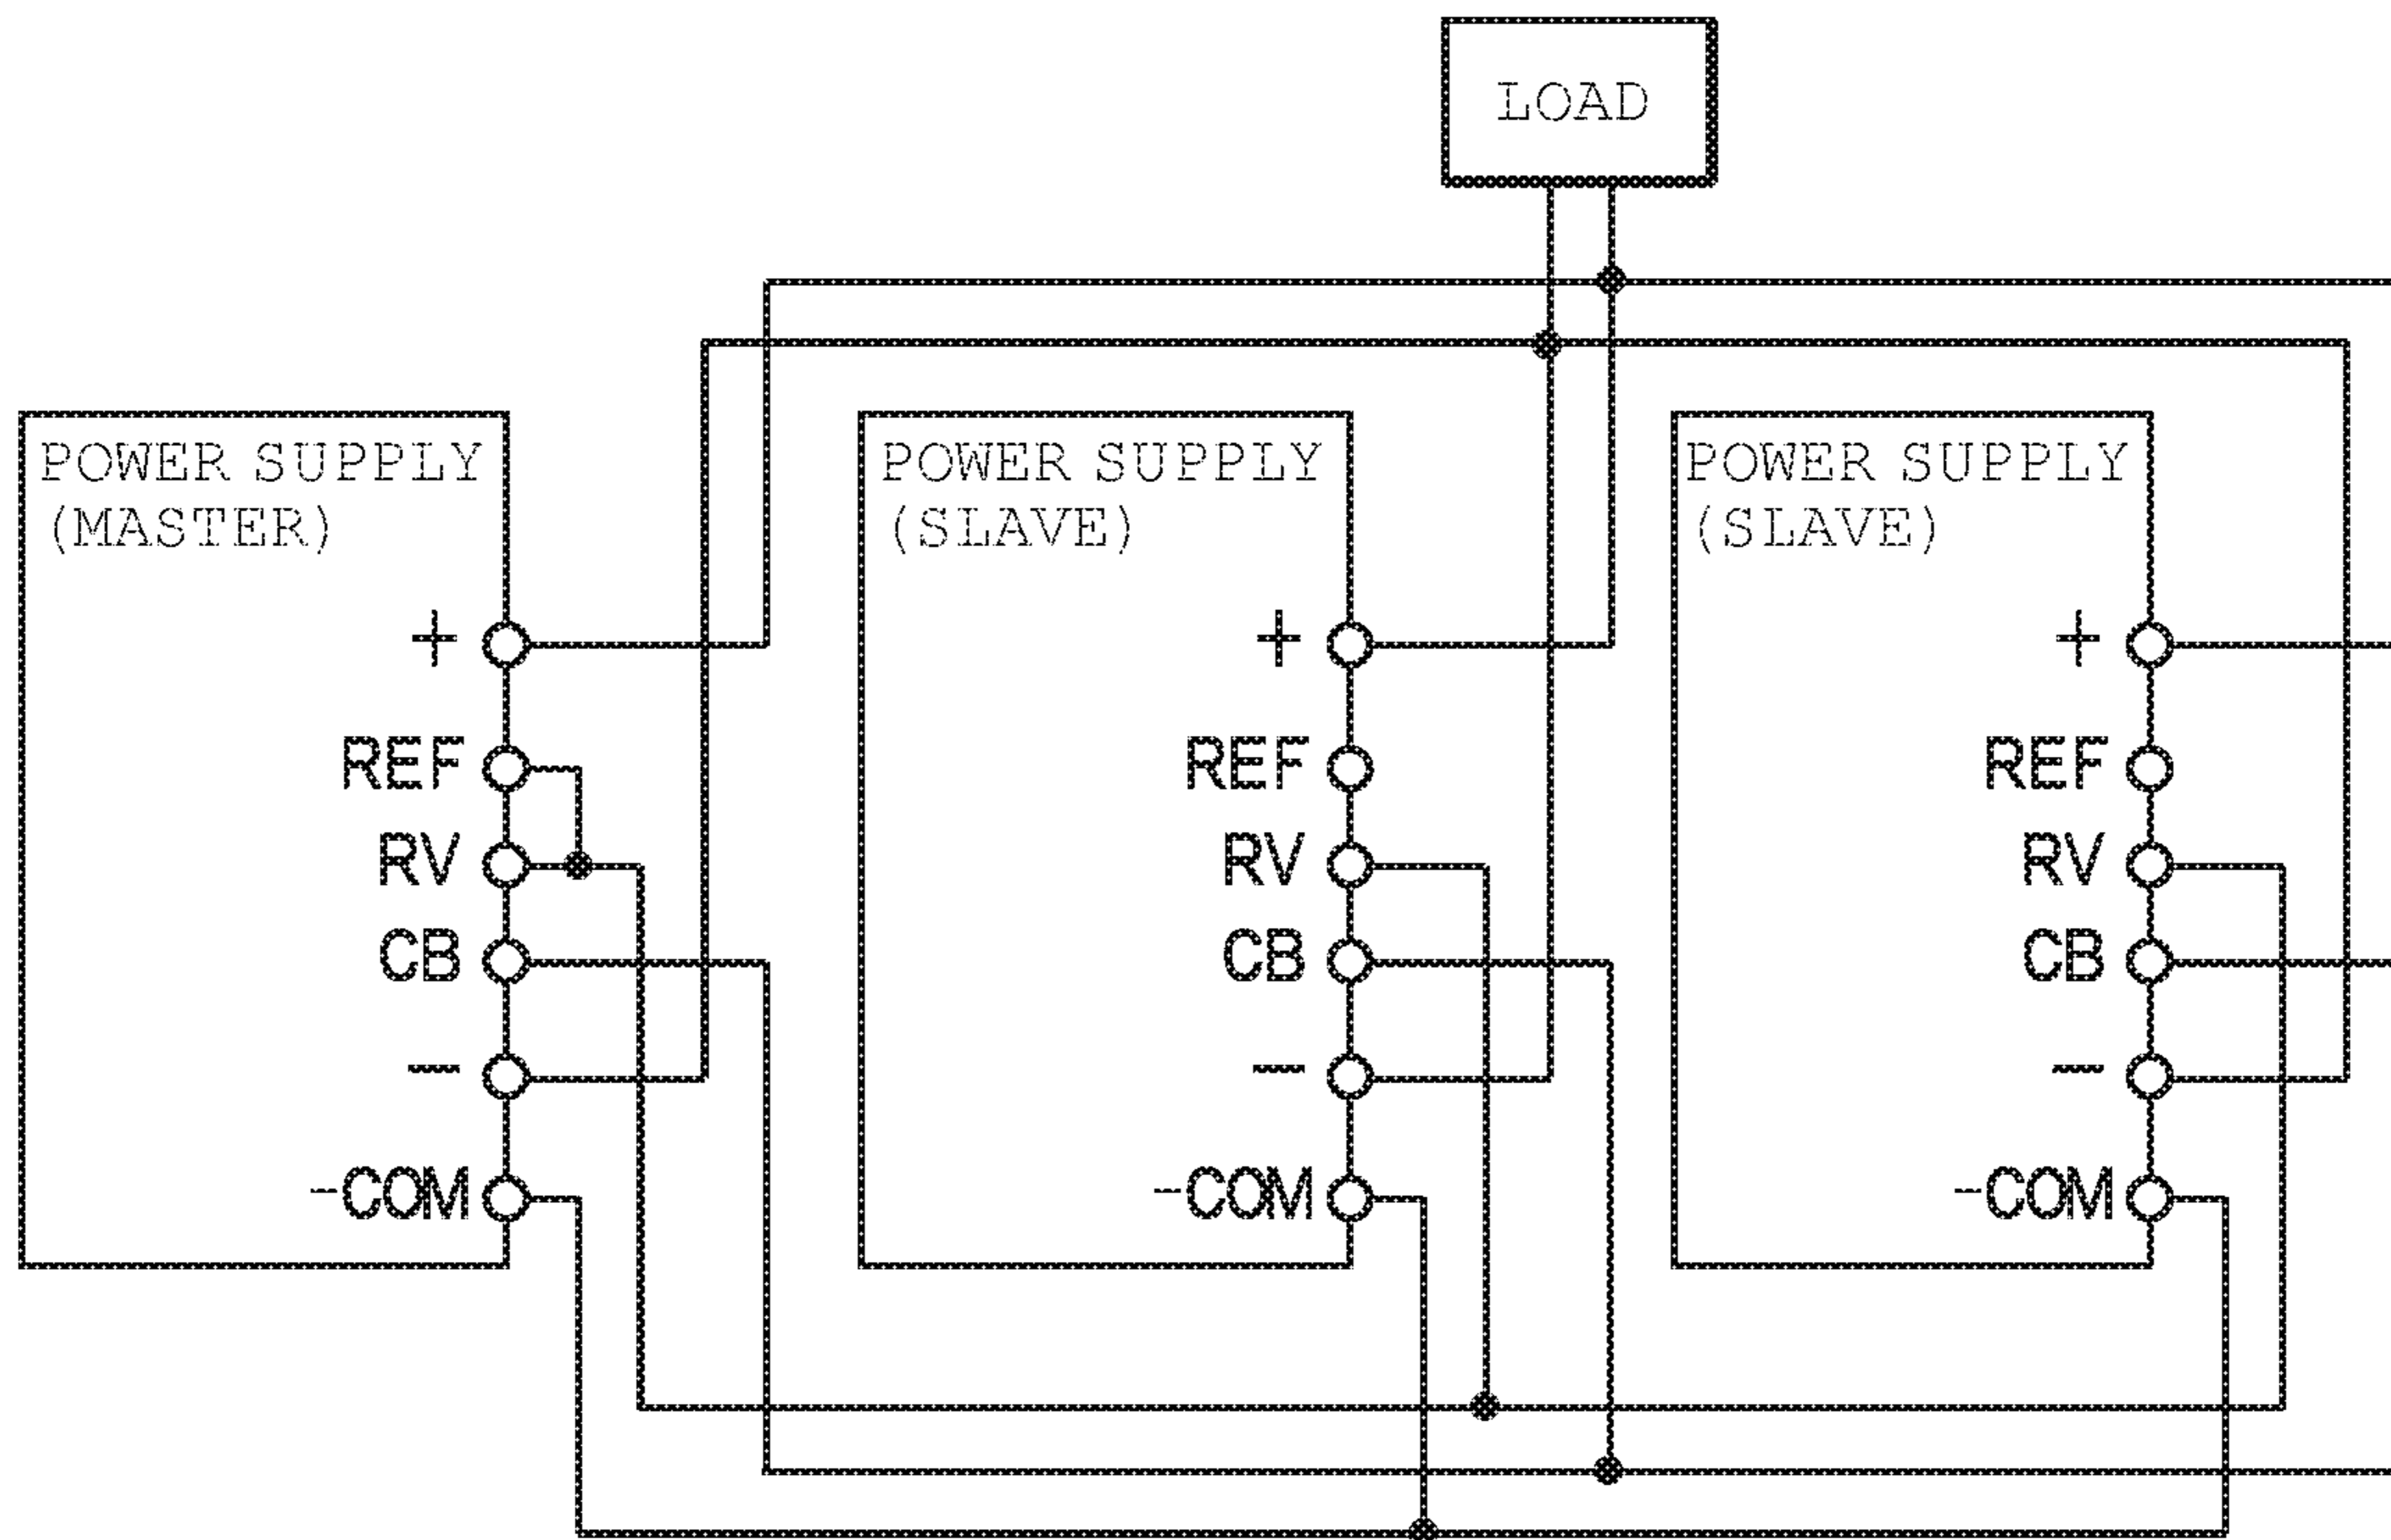 LOAD
POWER SUPPLY
(MASTER)
+
REF
RV
CB
-
-COM
POWER SUPPLY
(SLAVE)
+
REF
RV
CB
-
-COM
POWER SUPPLY
(SLAVE)
+
REF
RV
CB
-
-COM